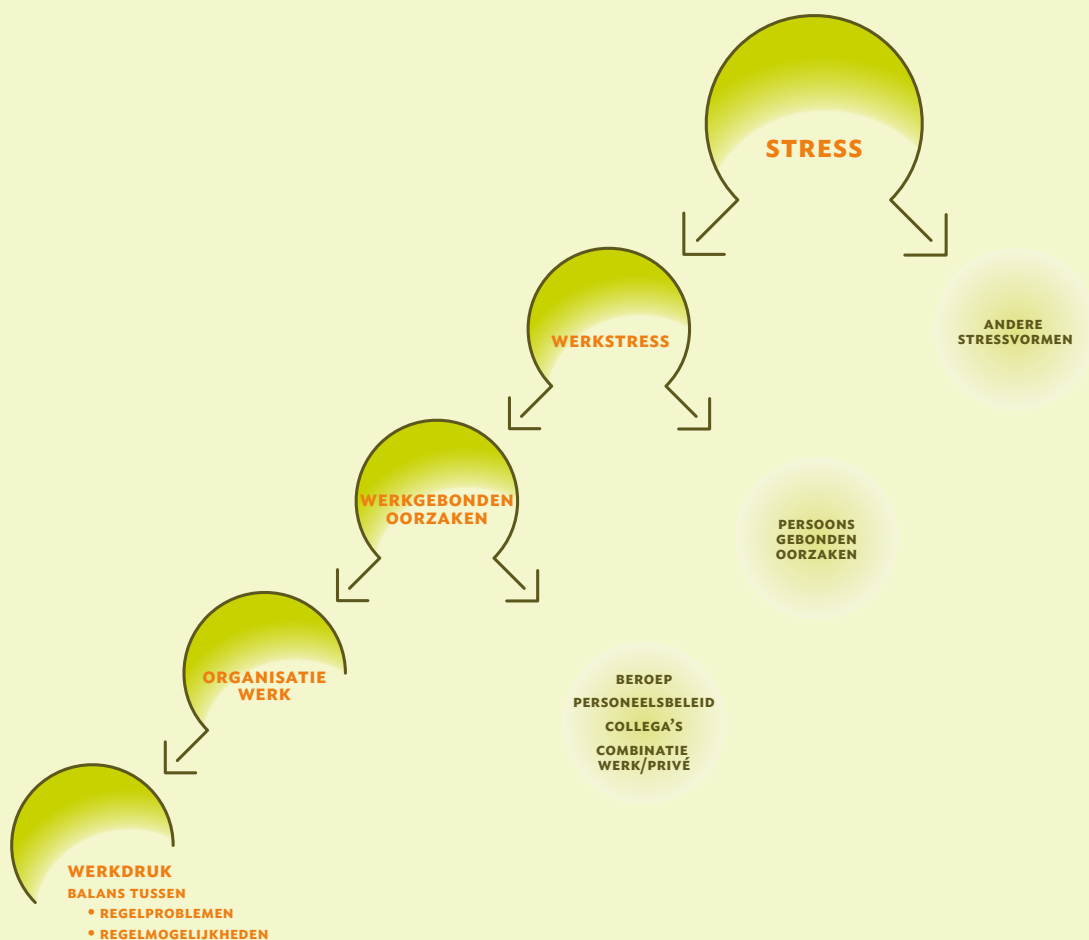 STRESS
ANDERE
STRESSVORMEN
WERKSTRESS
WERKGEBONDEN
OORZAKEN
PERSOONS
GEBONDEN
OORZAKEN
ORGANISATIE
WERK
BEROEP
PERSONEELSBELEID
COLLEGA'S
COMBINATIE
WERK/PRIVÉ
WERKDRUK
BALANS TUSSEN
• REGELPROBLEMEN
• REGELMOGELIJKHEDEN